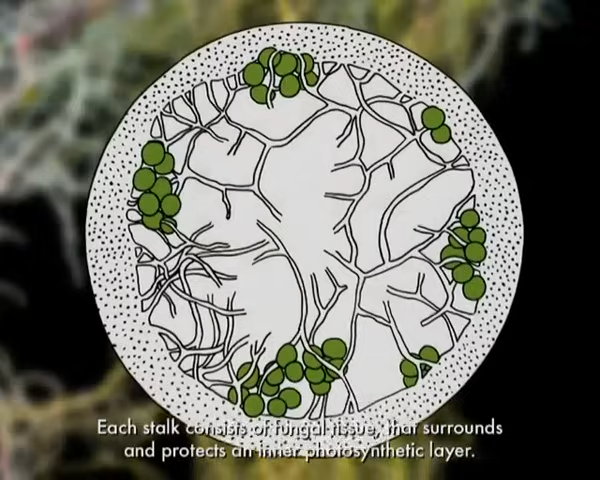 Each stalk consists of fungal tissue, that surrounds
and protects an inner photosynthetic layer.